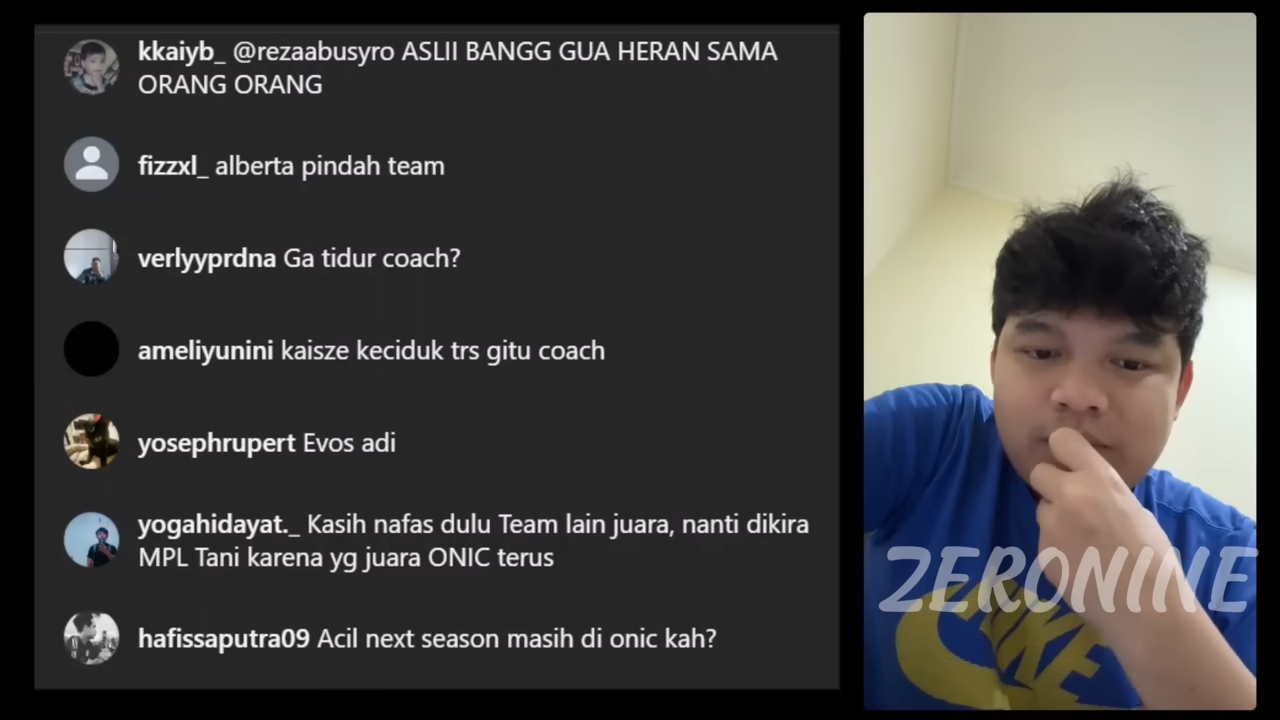 kkaiyb_ @rezaabusyro ASLII BANGG GUA HERAN SAMA
ORANG ORANG
fizzxl_ alberta pindah team
verlyyprdna Ga tidur coach?
ameliyunini kaisze keciduk trs gitu coach
yosephrupert Evos adi
yogahidayat._ Kasih nafas dulu Team lain juara, nanti dikira
MPL Tani karena yg juara ONIC terus
hafissaputra09 Acil next season masih di onic kah?
ZERONINE
NIKE